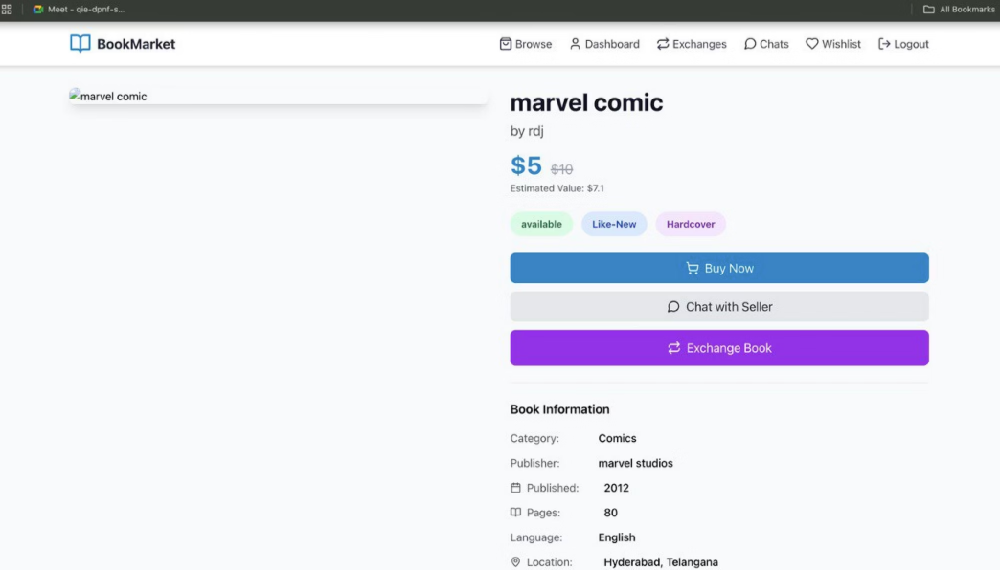 Meet - qie-dpnf-s...
All Bookmarks
BookMarket
Browse
Dashboard
Exchanges
Chats
Wishlist
Logout
marvel comic
marvel comic
by rdj
$5 $10
Estimated Value: $7.1
available
Like-New
Hardcover
Buy Now
Chat with Seller
Exchange Book
Book Information
Category: Comics
Publisher: marvel studios
Published: 2012
Pages: 80
Language: English
Location: Hyderabad, Telangana